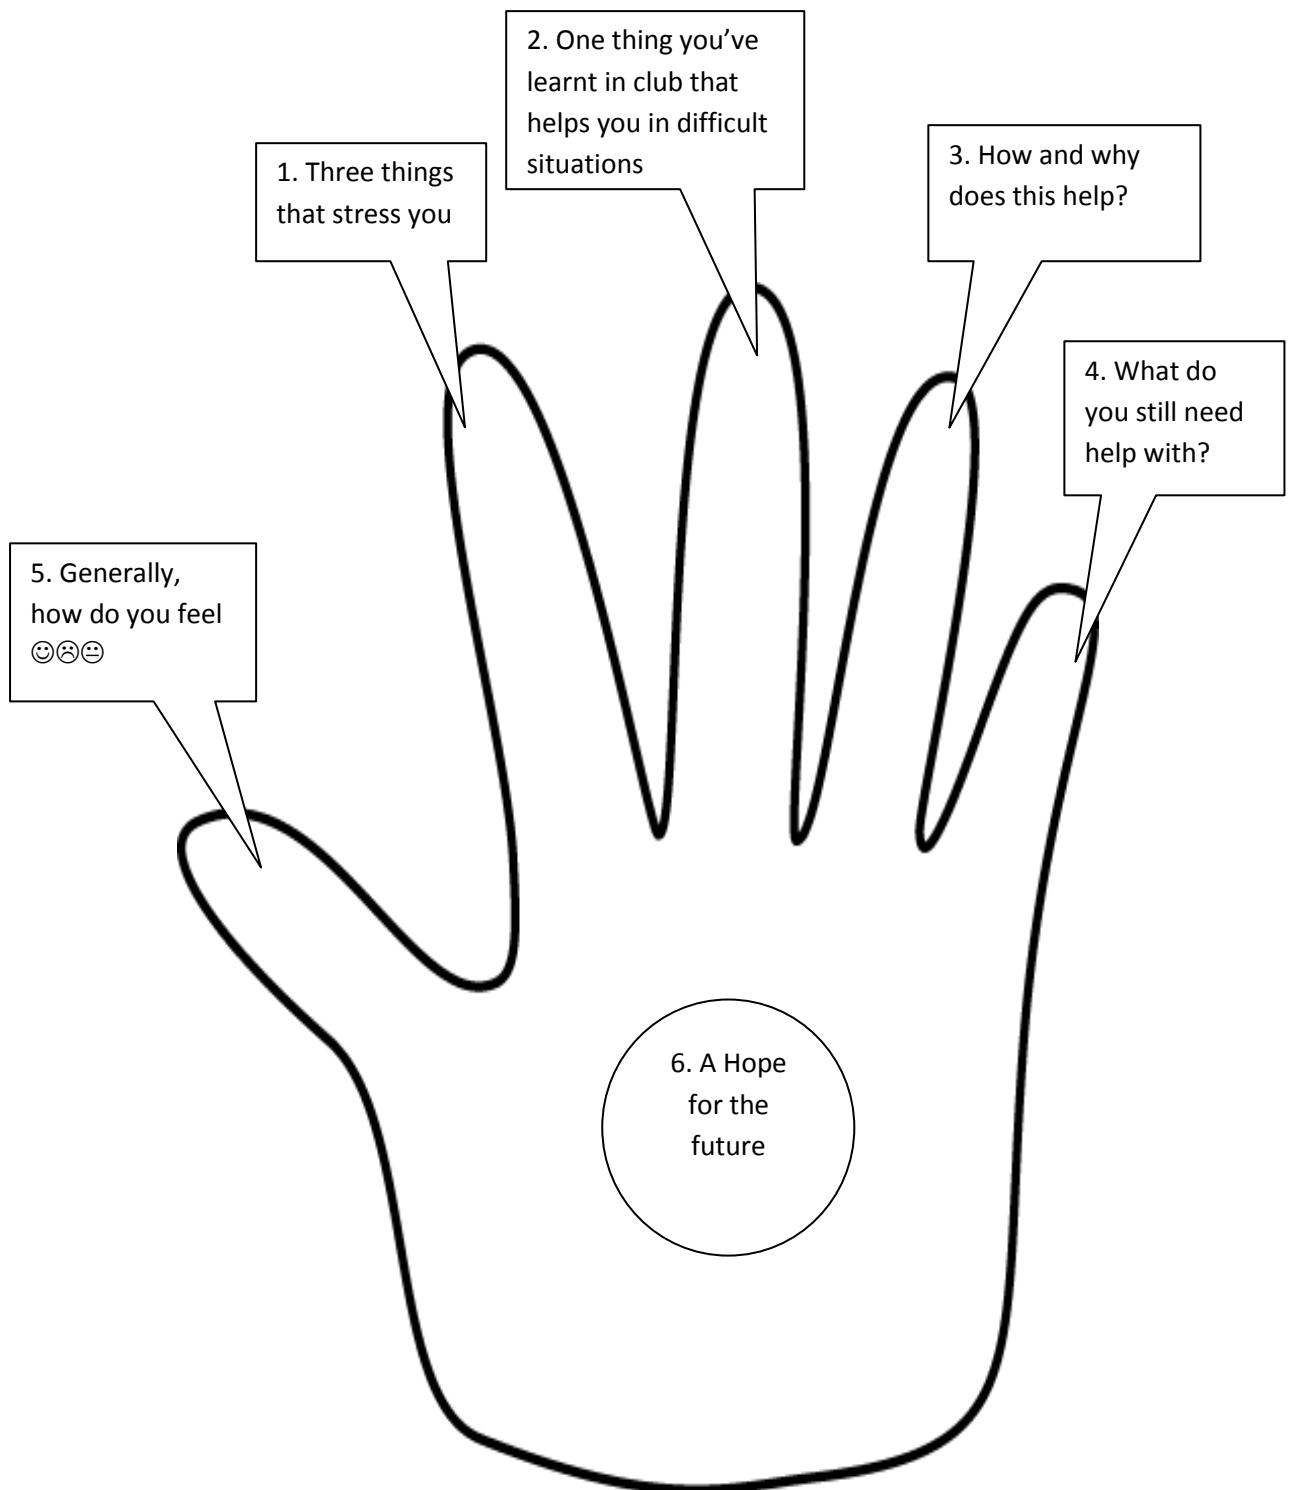 2. One thing you’ve
learnt in club that
helps you in difficult
situations
1. Three things
that stress you
3. How and why
does this help?
4. What do
you still need
help with?
5. Generally,
how do you feel
☺☹😐
6. A Hope
for the
future